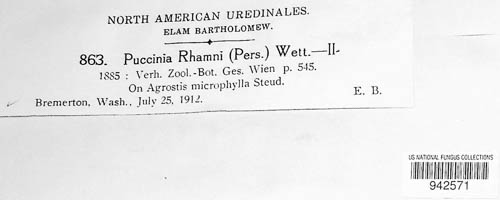 NORTH AMERICAN UREDINALES.
ELAM BARTHOLOMEW.
863. Puccinia Rhamni (Pers.) Wett.—II-
1885 : Verh. Zool.-Bot. Ges. Wien p. 545.
On Agrostis microphylla Steud.
Bremerton, Wash., July 25, 1912. E. B.
US NATIONAL FUNGUS COLLECTIONS
942571